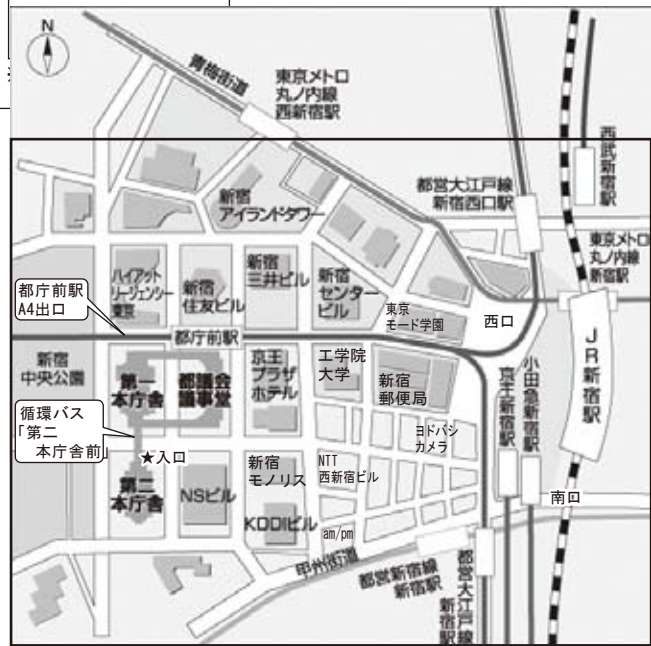 N
青梅街道
東京メトロ
丸ノ内線
西新宿駅
西武新宿駅
都営大江戸線
新宿西口駅
新宿
アイランドタワー
東京メトロ
丸ノ内線
新宿駅
ハイアット
リージェンシー
東京
新宿
住友ビル
新宿
三井ビル
新宿
センター
ビル
東京
モード学園
西口
都庁前駅
A4出口
都庁前駅
JR新宿駅
新宿
中央公園
第一
本庁舎
都議会
議事堂
京王
プラザ
ホテル
工学院
大学
新宿
郵便局
小田急新宿駅
京王新宿駅
循環バス
「第二
本庁舎前」
ヨドバシ
カメラ
★入口
第二
本庁舎
NSビル
新宿
モノリス
NTT
西新宿ビル
南口
KDDIビル
am/pm
甲州街道
都営新宿線
新宿駅
都営大江戸線
新宿駅